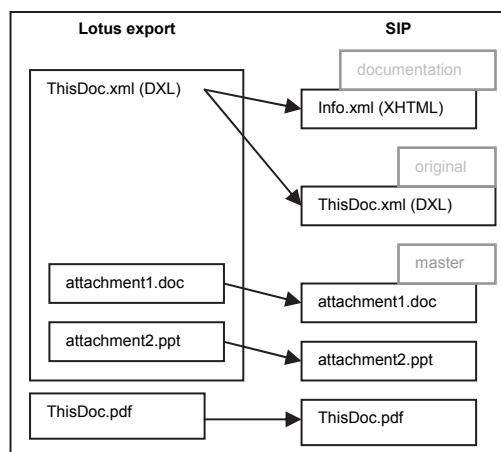 Lotus export
SIP
documentation
ThisDoc.xml (DXL)
Info.xml (XHTML)
original
ThisDoc.xml (DXL)
master
attachment1.doc
attachment1.doc
attachment2.ppt
attachment2.ppt
ThisDoc.pdf
ThisDoc.pdf